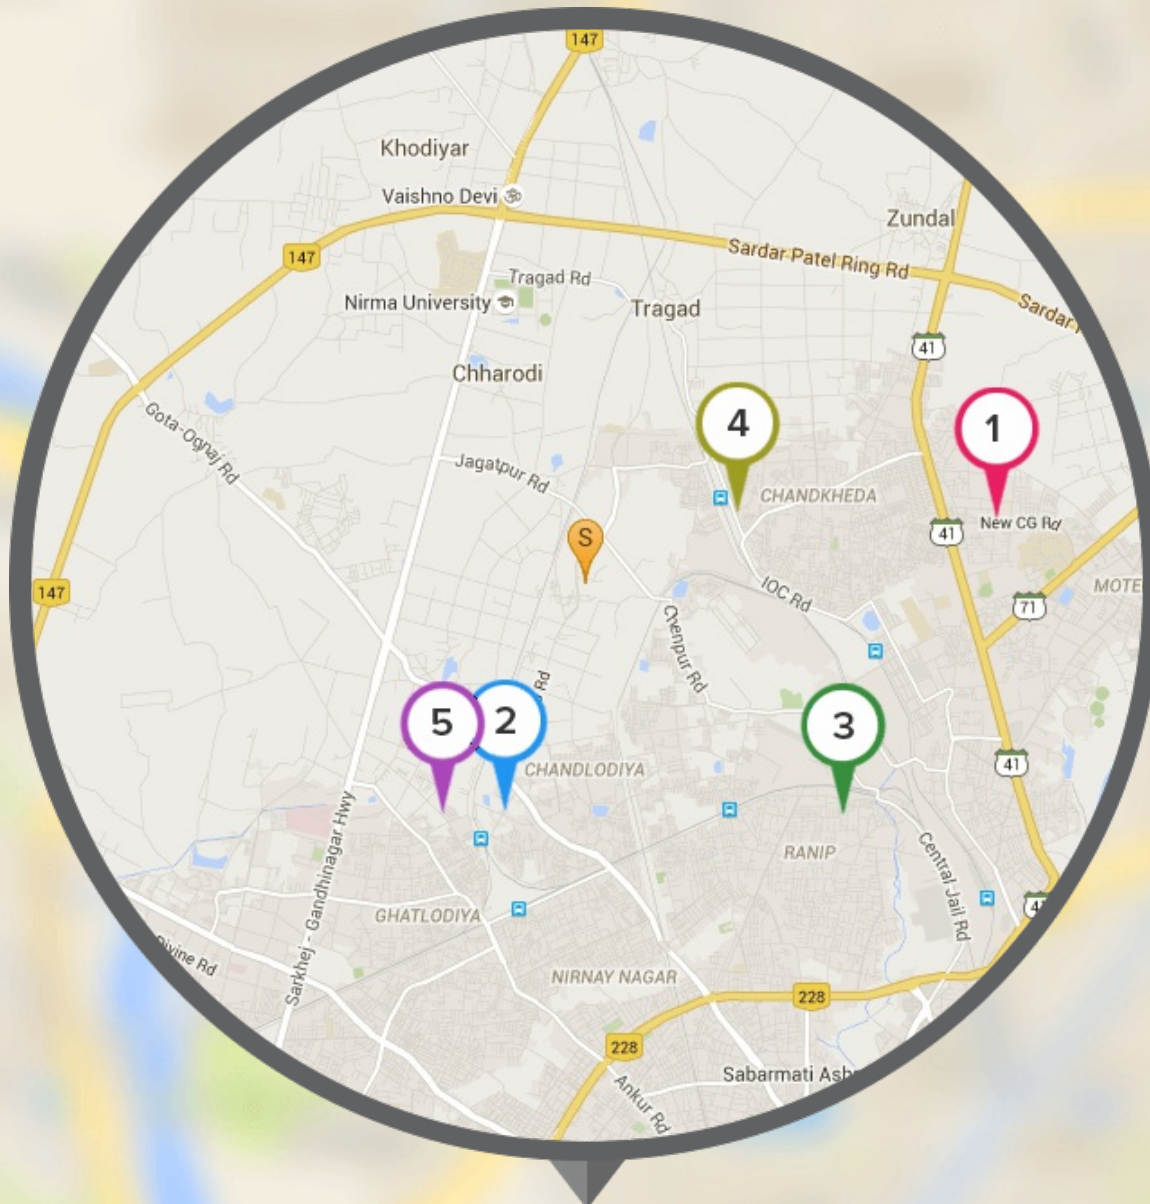 147
Khodiyar
Vaishno Devi
Zundal
147
Sardar Patel Ring Rd
Tragad Rd
Nirma University
Tragad
Sardar
41
Chharodi
Gota-Ognaj Rd
4
1
Jagatpur Rd
CHANDKHEDA
New CG Rd
41
S
147
IOC Rd
71
MOTE
Chenpur Rd
Rd
5
2
3
CHANDLODIYA
41
Sarkhej - Gandhinagar Hwy
RANIP
Central Jail Rd
GHATLODIYA
Divine Rd
NIRNAY NAGAR
228
228
Sabarmati Ash
Ankur Rd